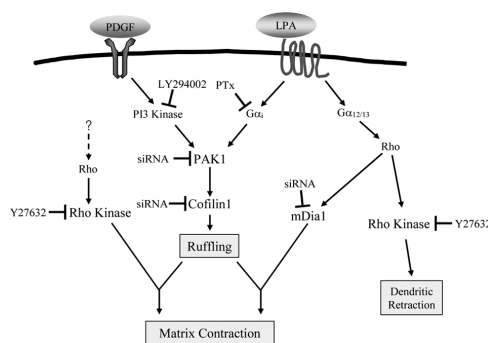 PDGF
LPA
LY294002
PTx
PI3 Kinase
Gαi
Gα12/13
?
Rho
siRNA
PAK1
Rho
siRNA
Y27632
Rho Kinase
siRNA
Cofilin1
mDia1
Rho Kinase
Y27632
Ruffling
Dendritic
Retraction
Matrix Contraction